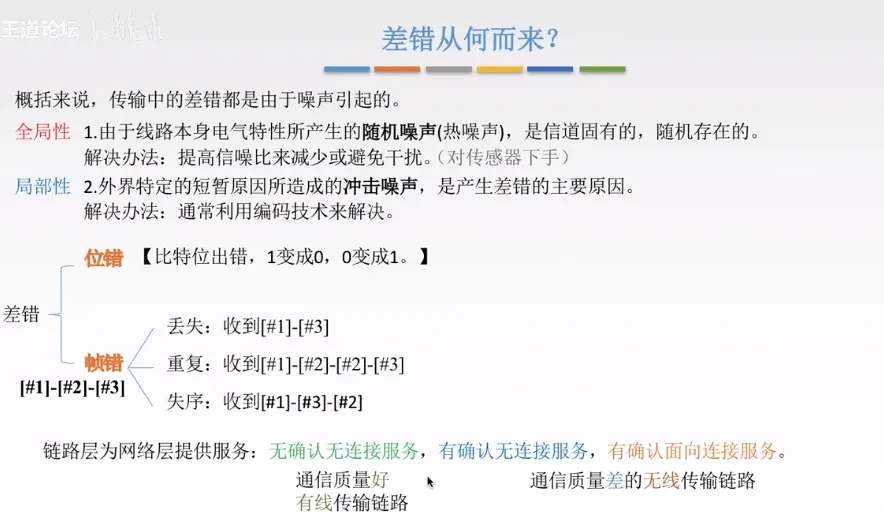 王道论坛
差错从何而来？
概括来说，传输中的差错都是由于噪声引起的。
全局性 1.由于线路本身电气特性所产生的随机噪声(热噪声)，是信道固有的，随机存在的。
解决办法：提高信噪比来减少或避免干扰。（对传感器下手）
局部性 2.外界特定的短暂原因所造成的冲击噪声，是产生差错的主要原因。
解决办法：通常利用编码技术来解决。
位错 【比特位出错，1变成0，0变成1。】
差错
丢失：收到[#1]-[#3]
帧错 重复：收到[#1]-[#2]-[#2]-[#3]
[#1]-[#2]-[#3]
失序：收到[#1]-[#3]-[#2]
链路层为网络层提供服务：无确认无连接服务，有确认无连接服务，有确认面向连接服务。
通信质量好 通信质量差的无线传输链路
有线传输链路